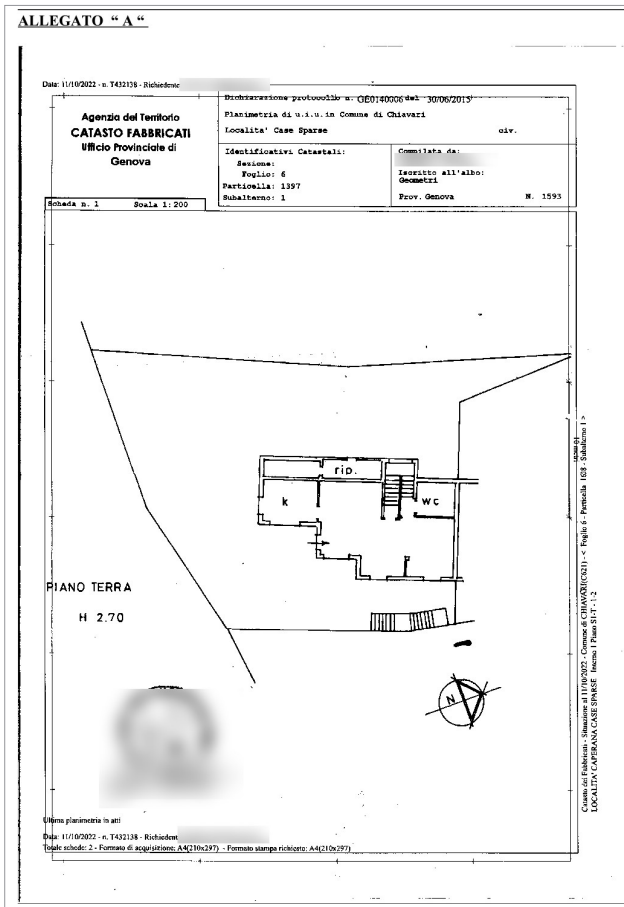 ALLEGATO “ A “
Data: 11/10/2022 - n. T432138 - Richiedente
Agenzia del Territorio
CATASTO FABBRICATI
Ufficio Provinciale di
Genova
Dichiarazione protocollo n. GE0140006 del 30/06/2015
Planimetria di u.i.u. in Comune di Chiavari
Localita' Case Sparse civ.
Identificativi Catastali:
Sezione:
Foglio: 6
Particella: 1397
Subalterno: 1
Compilata da:
Iscritto all'albo:
Geometri
Prov. Genova N. 1593
Scheda n. 1 Scala 1:200
rip.
k
wc
PIANO TERRA
H 2.70
N
Catasto dei Fabbricati - Situazione al 11/10/2022 - Comune di CHIAVARI(C621) - < Foglio 6 - Particella 1628 - Subalterno 1 >
LOCALITA' CAPERANA CASE SPARSE Interno 1 Piano S1-T - 1-2
Ultima planimetria in atti
Data: 11/10/2022 - n. T432138 - Richiedent
Totale schede: 2 - Formato di acquisizione: A4(210x297) - Formato stampa richiesto: A4(210x297)